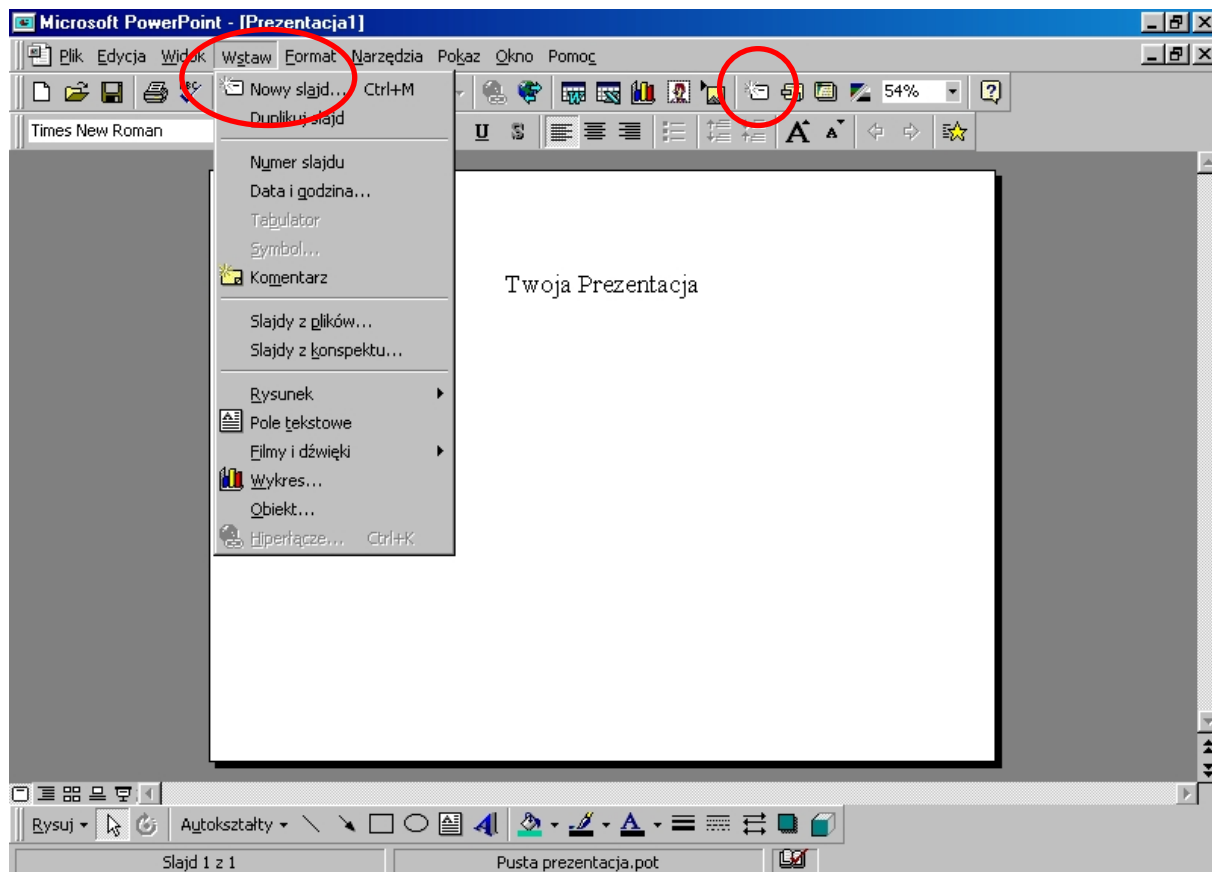 Microsoft PowerPoint - [Prezentacja1]
Plik Edycja Widok Wstaw Format Narzędzia Pokaz Okno Pomoc
Nowy slajd... Ctrl+M
54%
Duplikuj slajd
Times New Roman
U S A A
Numer slajdu
Data i godzina...
Tabulator
Symbol...
Komentarz
Twoja Prezentacja
Slajdy z plików...
Slajdy z konspektu...
Rysunek
Pole tekstowe
Filmy i dźwięki
Wykres...
Obiekt...
Hiperłącze... Ctrl+K
Rysuj Autokształty
Slajd 1 z 1 Pusta prezentacja.pot